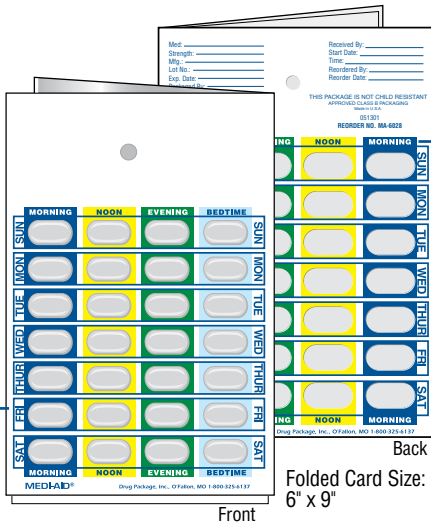 Med:
Strength:
Mfg.:
Lot No.:
Exp. Date:
Packaged By:
Received By:
Start Date:
Time:
Reordered By:
Reorder Date:
THIS PACKAGE IS NOT CHILD RESISTANT
APPROVED CLASS B PACKAGING
Made in U.S.A.
051301
REORDER NO. MA-6028
ING NOON MORNING
SUN
MON
TUE
WED
THUR
FRI
SAT
NG NOON MORNING
Drug Package, Inc., O'Fallon, MO 1-800-325-6137
Back
MORNING NOON EVENING BEDTIME
SUN SUN
MON MON
TUE TUE
WED WED
THUR THUR
FRI FRI
SAT SAT
MORNING NOON EVENING BEDTIME
MEDI-AID® Drug Package, Inc., O'Fallon, MO 1-800-325-6137
Front
Folded Card Size:
6" x 9"